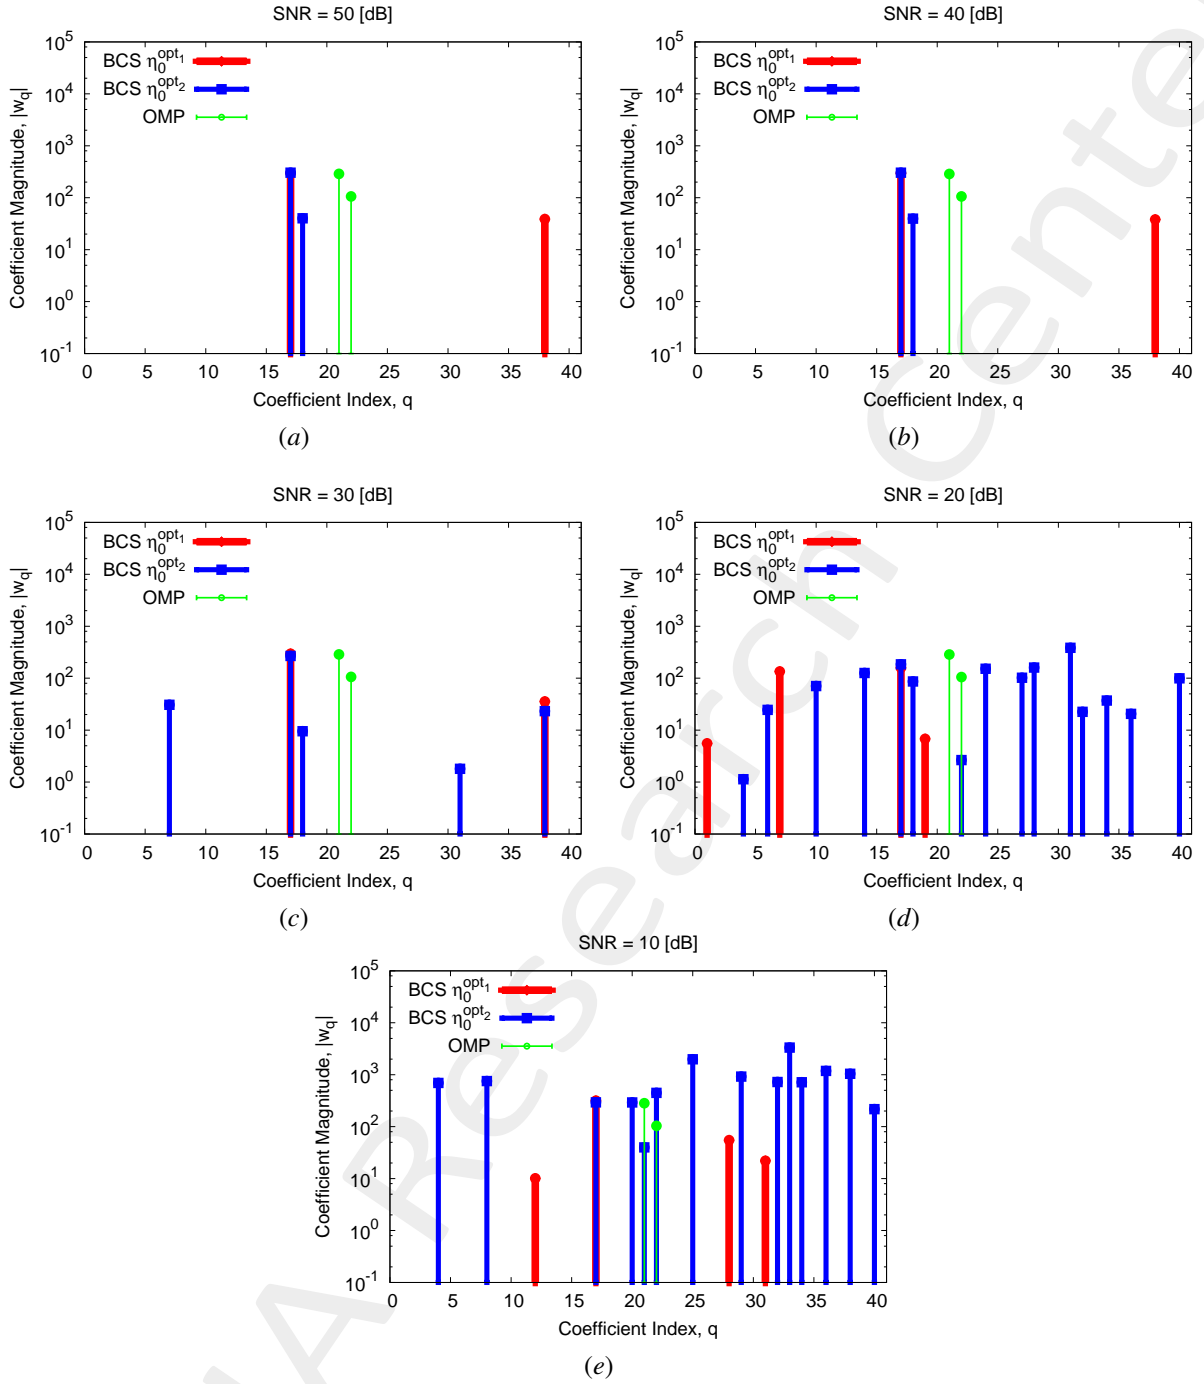 SNR = 50 [dB]
Coefficient Magnitude, |w_q|
10^5
10^4
10^3
10^2
10^1
10^0
10^-1
BCS η_0^opt_1
BCS η_0^opt_2
OMP
0 5 10 15 20 25 30 35 40
Coefficient Index, q
(a)
SNR = 40 [dB]
Coefficient Magnitude, |w_q|
10^5
10^4
10^3
10^2
10^1
10^0
10^-1
BCS η_0^opt_1
BCS η_0^opt_2
OMP
0 5 10 15 20 25 30 35 40
Coefficient Index, q
(b)
SNR = 30 [dB]
Coefficient Magnitude, |w_q|
10^5
10^4
10^3
10^2
10^1
10^0
10^-1
BCS η_0^opt_1
BCS η_0^opt_2
OMP
0 5 10 15 20 25 30 35 40
Coefficient Index, q
(c)
SNR = 20 [dB]
Coefficient Magnitude, |w_q|
10^5
10^4
10^3
10^2
10^1
10^0
10^-1
BCS η_0^opt_1
BCS η_0^opt_2
OMP
0 5 10 15 20 25 30 35 40
Coefficient Index, q
(d)
SNR = 10 [dB]
Coefficient Magnitude, |w_q|
10^5
10^4
10^3
10^2
10^1
10^0
10^-1
BCS η_0^opt_1
BCS η_0^opt_2
OMP
0 5 10 15 20 25 30 35 40
Coefficient Index, q
(e)
Research